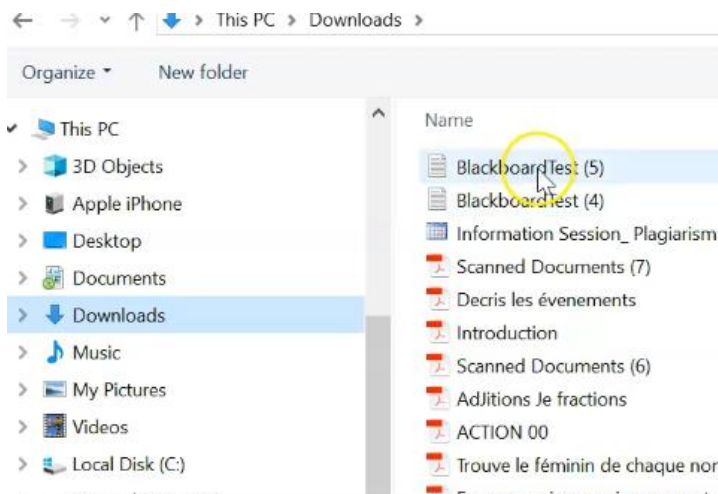 This PC > Downloads >
Organize New folder
This PC
3D Objects
Apple iPhone
Desktop
Documents
Downloads
Music
My Pictures
Videos
Local Disk (C:)
Name
BlackboardTest (5)
BlackboardTest (4)
Information Session_ Plagiarism
Scanned Documents (7)
Decris les évenements
Introduction
Scanned Documents (6)
AdJitions Je fractions
ACTION 00
Trouve le féminin de chaque nor